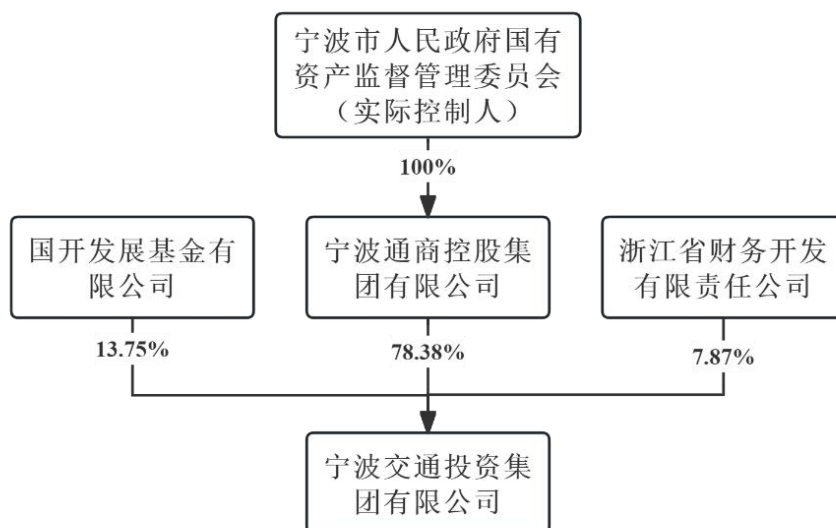 宁波市人民政府国有
资产监督管理委员会
（实际控制人）
100%
国开发展基金有
限公司
宁波通商控股集
团有限公司
浙江省财务开发
有限责任公司
13.75%
78.38%
7.87%
宁波交通投资集
团有限公司